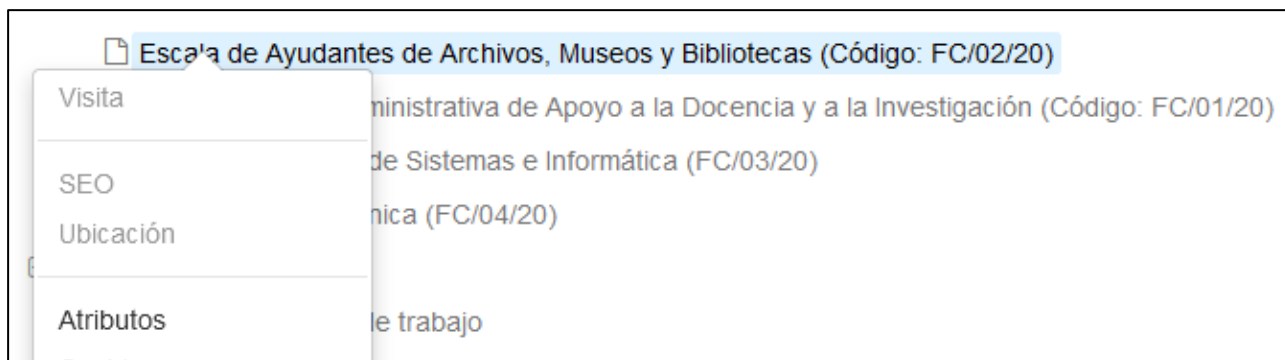 Escala de Ayudantes de Archivos, Museos y Bibliotecas (Código: FC/02/20)
Visita
ministrativa de Apoyo a la Docencia y a la Investigación (Código: FC/01/20)
de Sistemas e Informática (FC/03/20)
SEO
nica (FC/04/20)
Ubicación
Atributos
de trabajo